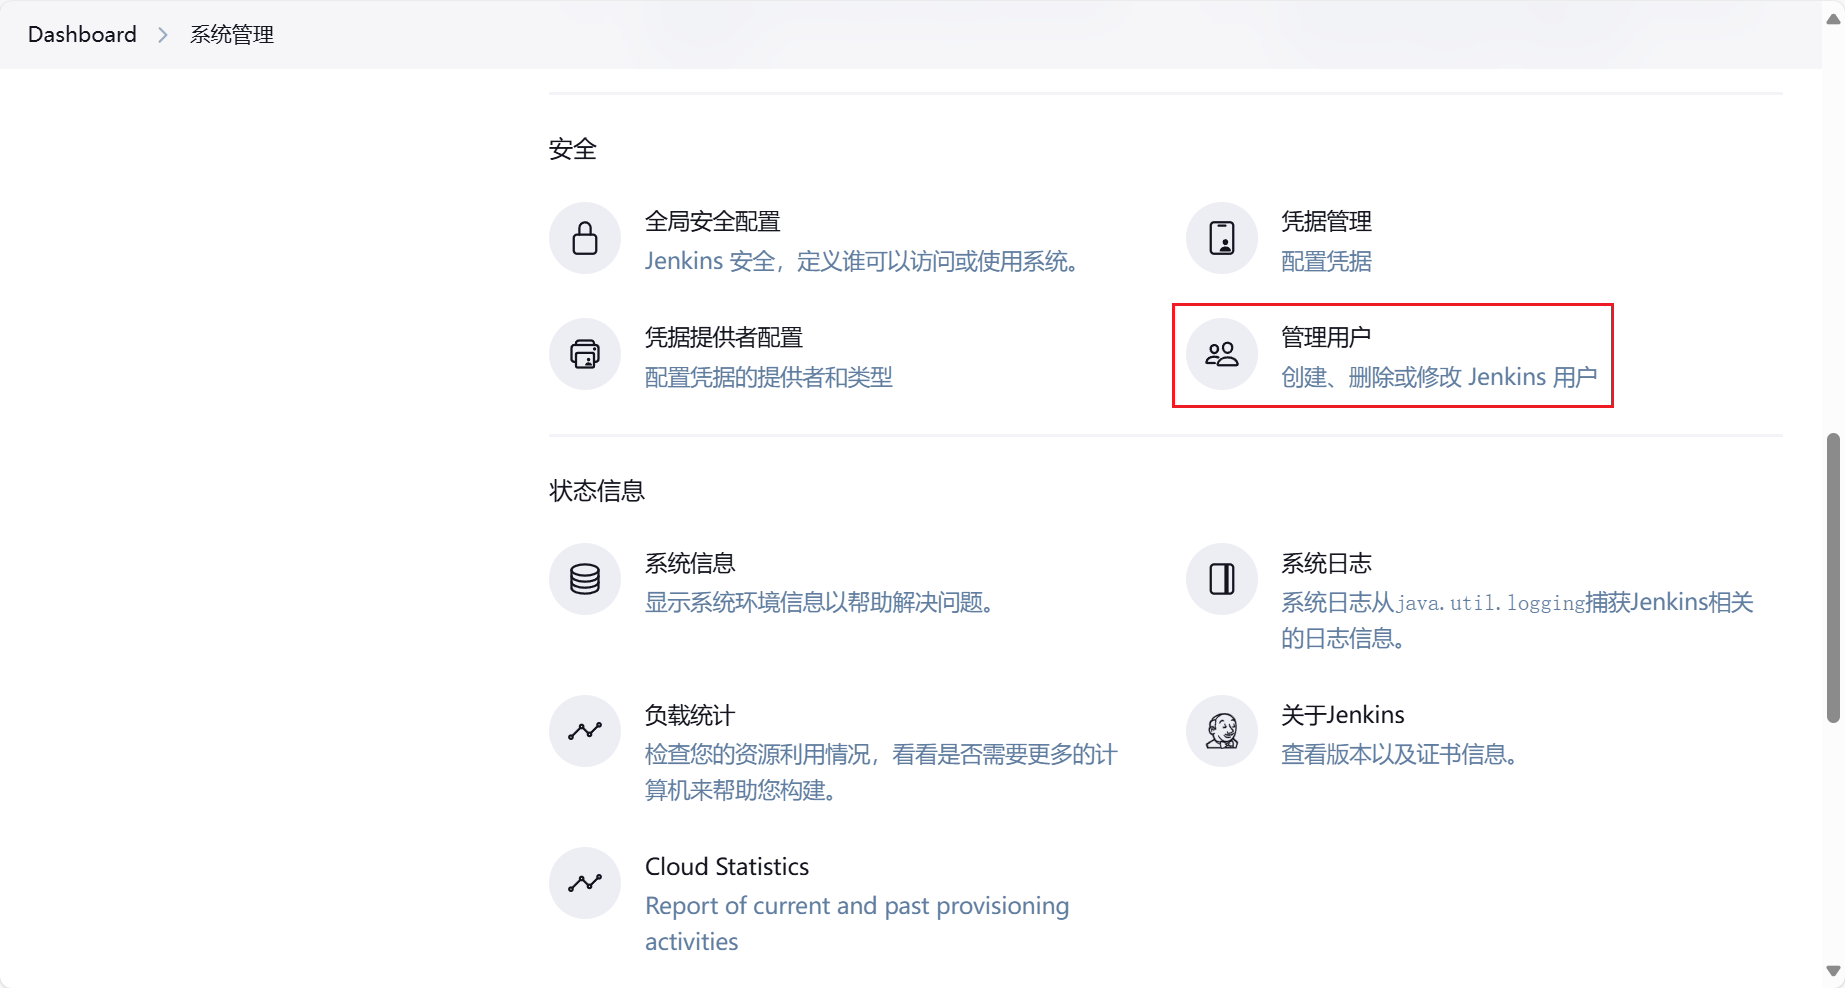 Dashboard 系统管理
安全
全局安全配置
Jenkins 安全，定义谁可以访问或使用系统。
凭据管理
配置凭据
凭据提供者配置
配置凭据的提供者和类型
管理用户
创建、删除或修改 Jenkins 用户
状态信息
系统信息
显示系统环境信息以帮助解决问题。
系统日志
系统日志从java.util.logging捕获Jenkins相关
的日志信息。
负载统计
检查您的资源利用情况，看看是否需要更多的计
算机来帮助您构建。
关于Jenkins
查看版本以及证书信息。
Cloud Statistics
Report of current and past provisioning
activities